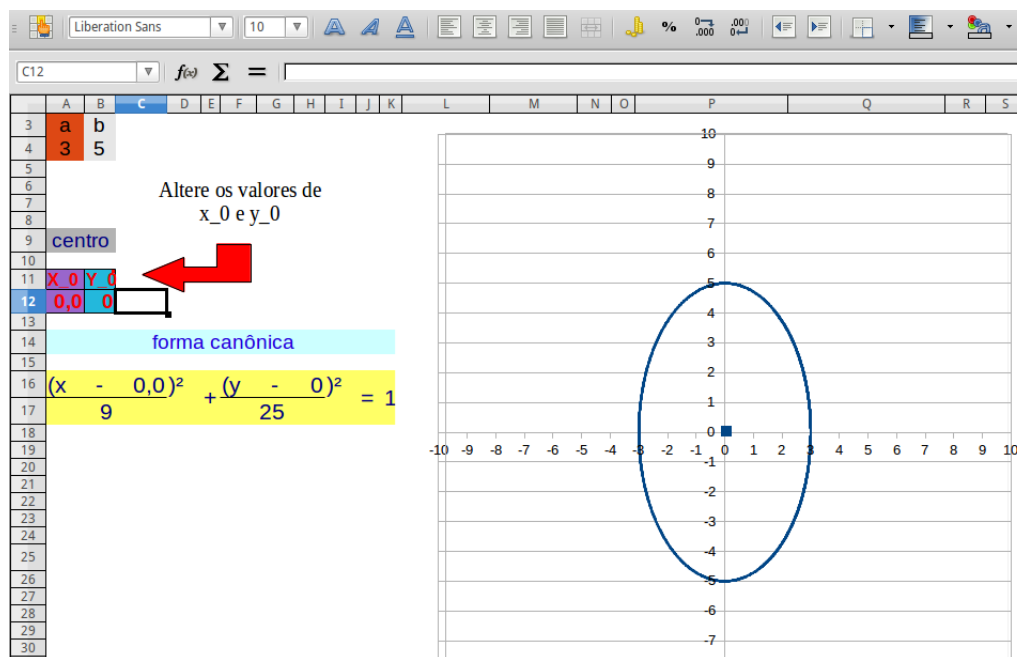 Liberation Sans 10 % 0 .000 .000 0
C12 f(x) Σ =
A B C D E F G H I J K L M N O P Q R S
3 a b
4 3 5
5
6
Altere os valores de
7
x_0 e y_0
8
9 centro
10
11 X_0 Y_0
12 0,0 0
13
14 forma canônica
15
16 (x - 0,0)² + (y - 0)² = 1
17 9 25
18
19
20
21
22
23
24
25
26
27
28
29
30
10
9
8
7
6
5
4
3
2
1
0
-10 -9 -8 -7 -6 -5 -4 -3 -2 -1 0 1 2 3 4 5 6 7 8 9 10
-1
-2
-3
-4
-5
-6
-7